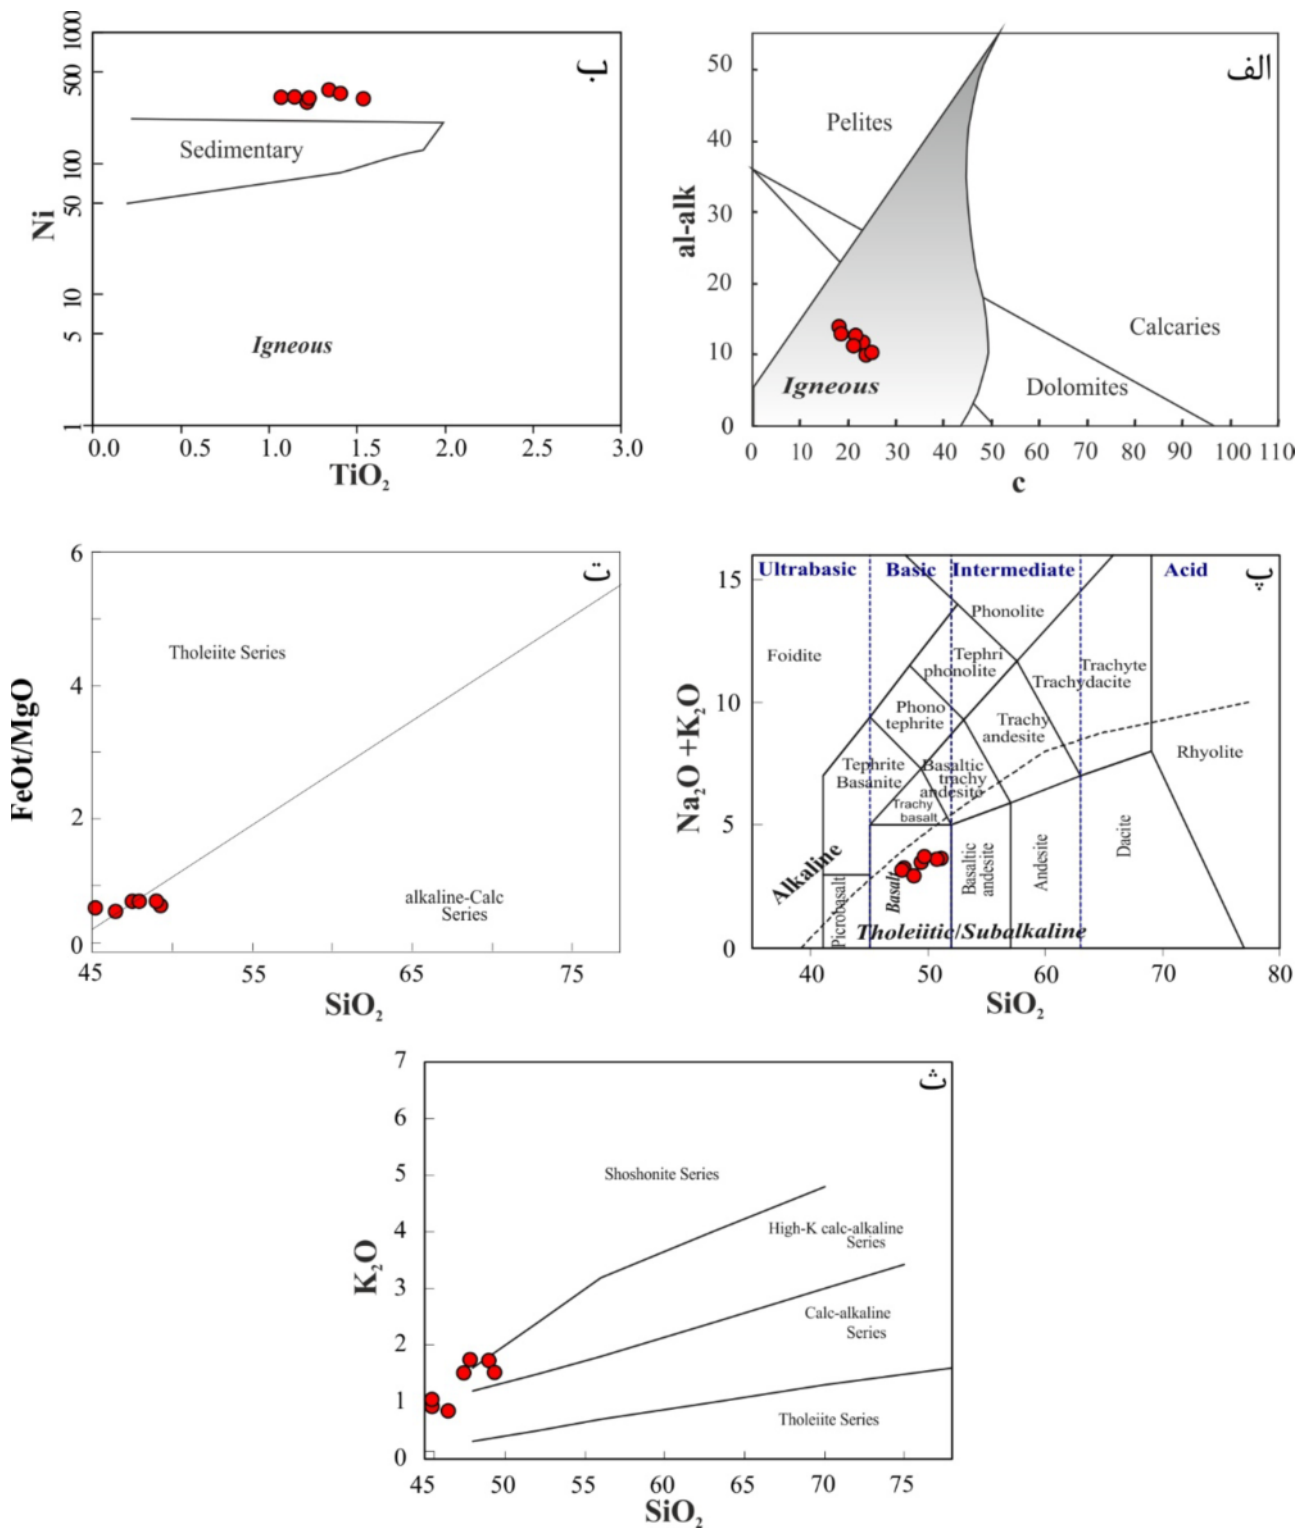 ب
1000
500
100
50
10
5
1
Ni
Sedimentary
Igneous
0.0 0.5 1.0 1.5 2.0 2.5 3.0
TiO₂
الف
50
40
30
20
10
0
al-alk
Pelites
Calcaries
Dolomites
Igneous
0 10 20 30 40 50 60 70 80 90 100 110
c
ت
6
4
2
0
FeOt/MgO
Tholeiite Series
alkaline-Calc
Series
45 55 65 75
SiO₂
پ
Ultrabasic Basic Intermediate Acid
15
10
5
0
Na₂O +K₂O
Phonolite
Foidite
Tephri
phonolite
Trachyte
Trachydacite
Phono
tephrite
Trachy
andesite
Rhyolite
Tephrite
Basanite
Basaltic
trachy
andesite
Trachy
basalt
Alkaline
Picrobasalt
Basalt
Basaltic
andesite
Andesite
Dacite
Tholeiitic/Subalkaline
40 50 60 70 80
SiO₂
ث
7
6
5
4
3
2
1
0
K₂O
Shoshonite Series
High-K calc-alkaline
Series
Calc-alkaline
Series
Tholeiite Series
45 50 55 60 65 70 75
SiO₂